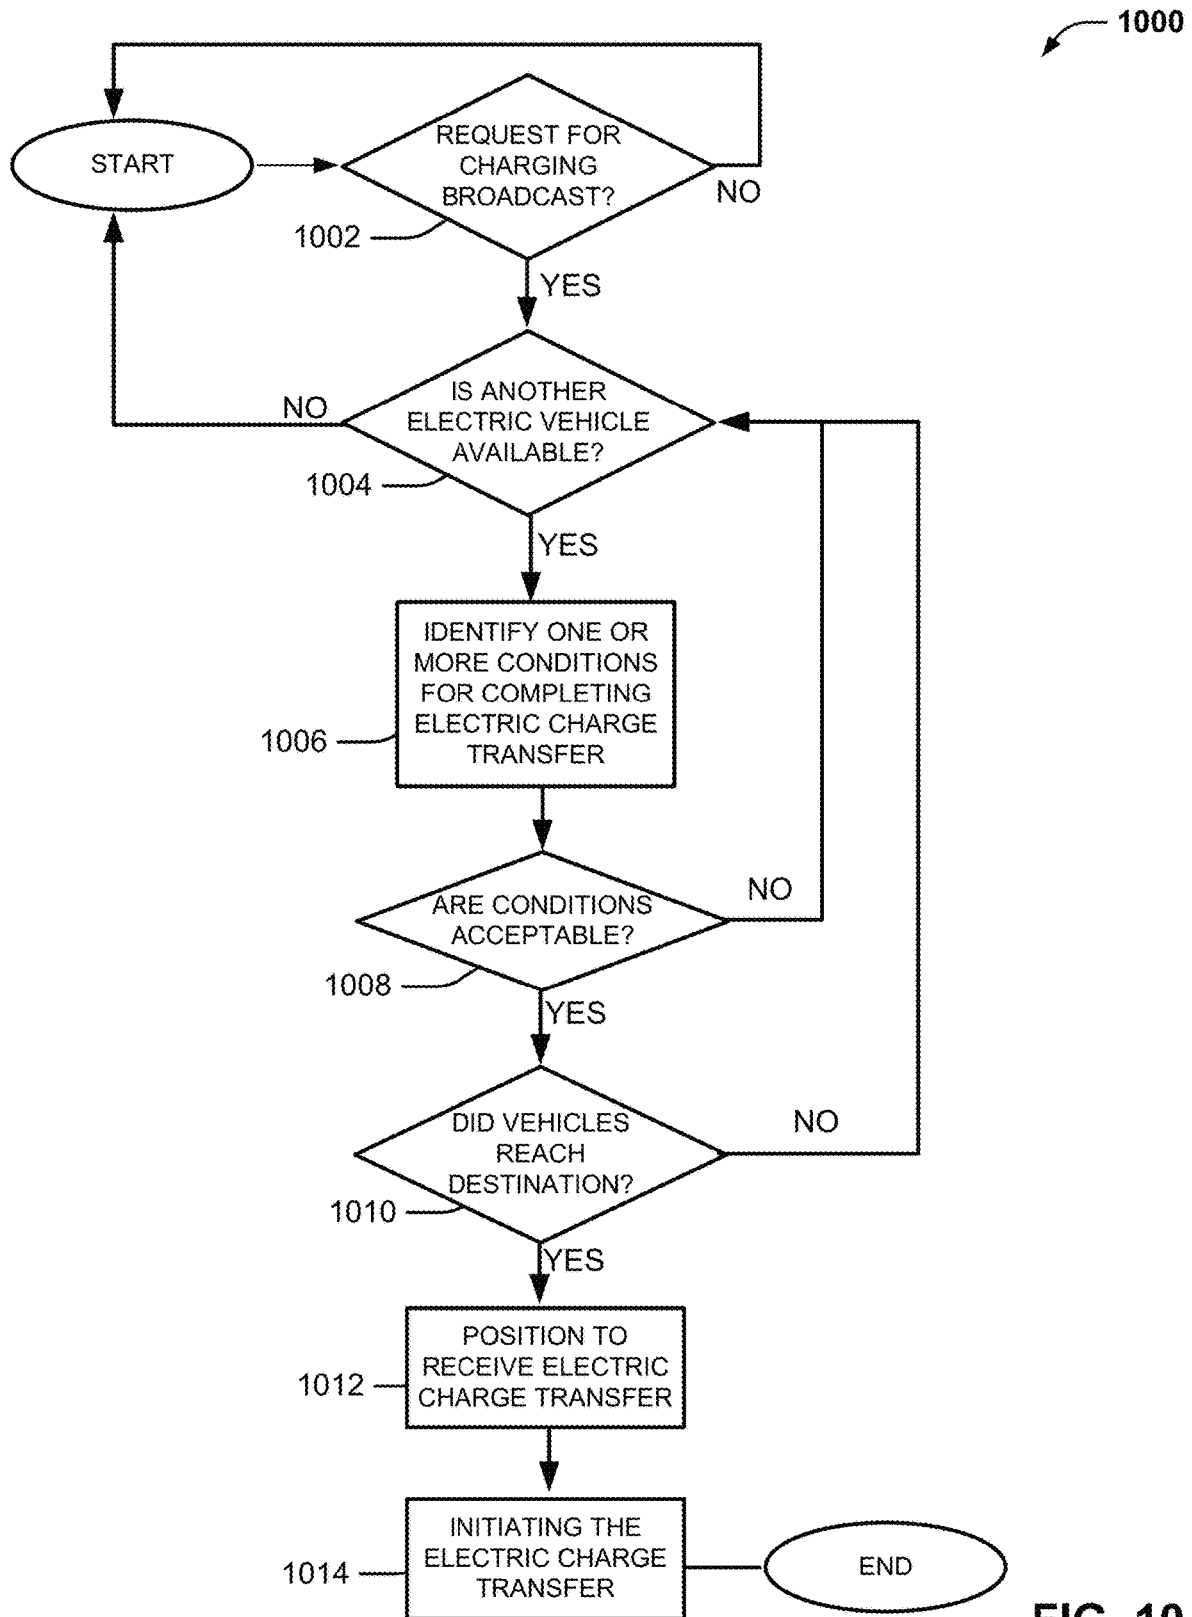 1000
START
REQUEST FOR
CHARGING
BROADCAST?
NO
1002
YES
IS ANOTHER
ELECTRIC VEHICLE
AVAILABLE?
NO
1004
YES
IDENTIFY ONE OR
MORE CONDITIONS
FOR COMPLETING
ELECTRIC CHARGE
TRANSFER
1006
ARE CONDITIONS
ACCEPTABLE?
NO
1008
YES
DID VEHICLES
REACH
DESTINATION?
NO
1010
YES
POSITION TO
RECEIVE ELECTRIC
CHARGE TRANSFER
1012
INITIATING THE
ELECTRIC CHARGE
TRANSFER
1014
END
FIG. 10